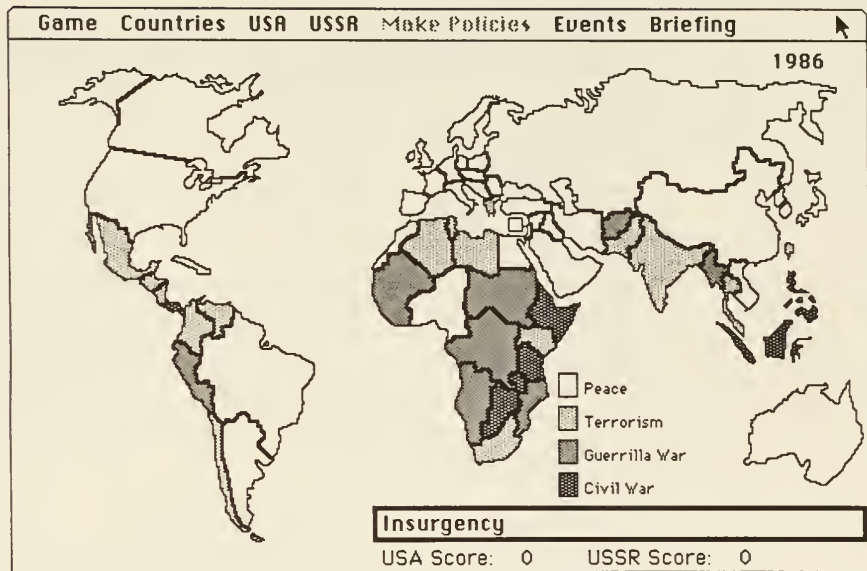 Game Countries USA USSR Make Policies Events Briefing
1986
Peace
Terrorism
Guerrilla War
Civil War
Insurgency
USA Score: 0 USSR Score: 0